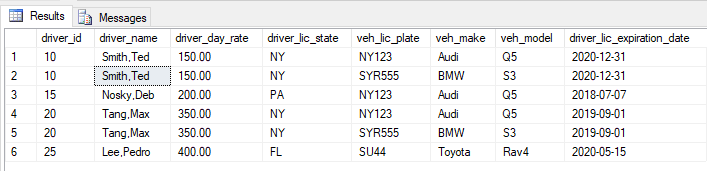 Results Messages
driver_id driver_name driver_day_rate driver_lic_state veh_lic_plate veh_make veh_model driver_lic_expiration_date
1 10 Smith,Ted 150.00 NY NY123 Audi Q5 2020-12-31
2 10 Smith,Ted 150.00 NY SYR555 BMW S3 2020-12-31
3 15 Nosky,Deb 200.00 PA NY123 Audi Q5 2018-07-07
4 20 Tang,Max 350.00 NY NY123 Audi Q5 2019-09-01
5 20 Tang,Max 350.00 NY SYR555 BMW S3 2019-09-01
6 25 Lee,Pedro 400.00 FL SU44 Toyota Rav4 2020-05-15